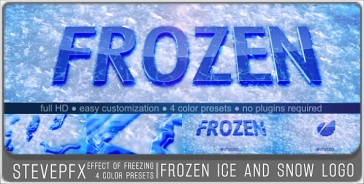 FROZEN
full HD • easy customization • 4 color presets • no plugins required
FROZEN
STEVEPFX
EFFECT OF FREEZING
4 COLOR PRESETS
FROZEN ICE AND SNOW LOGO